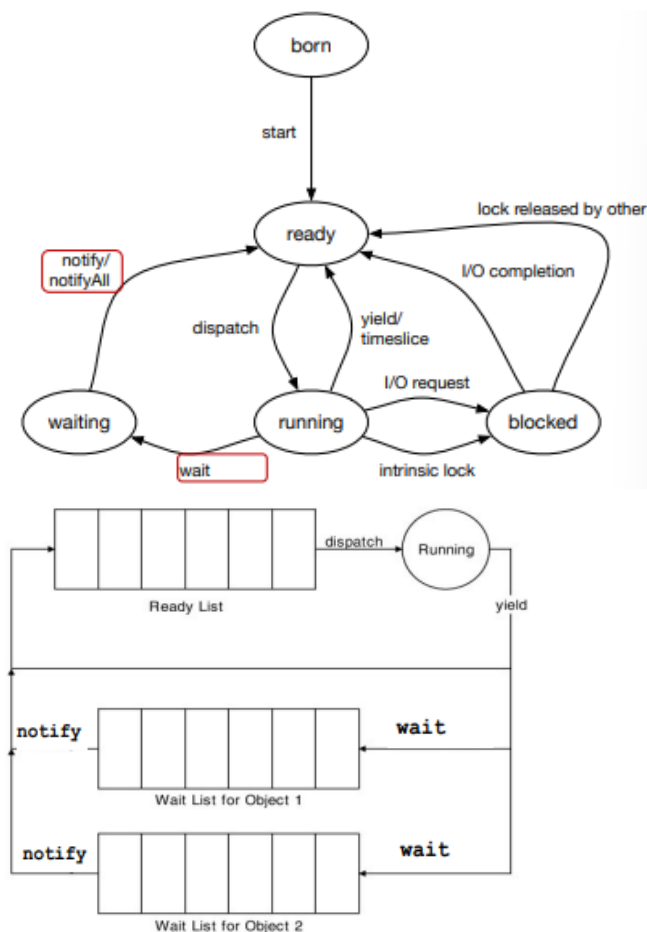 born
start
lock released by other
ready
notify/
notifyAll
I/O completion
dispatch
yield/
timeslice
I/O request
waiting
running
blocked
wait
intrinsic lock
dispatch
Running
Ready List
yield
notify
wait
Wait List for Object 1
notify
wait
Wait List for Object 2